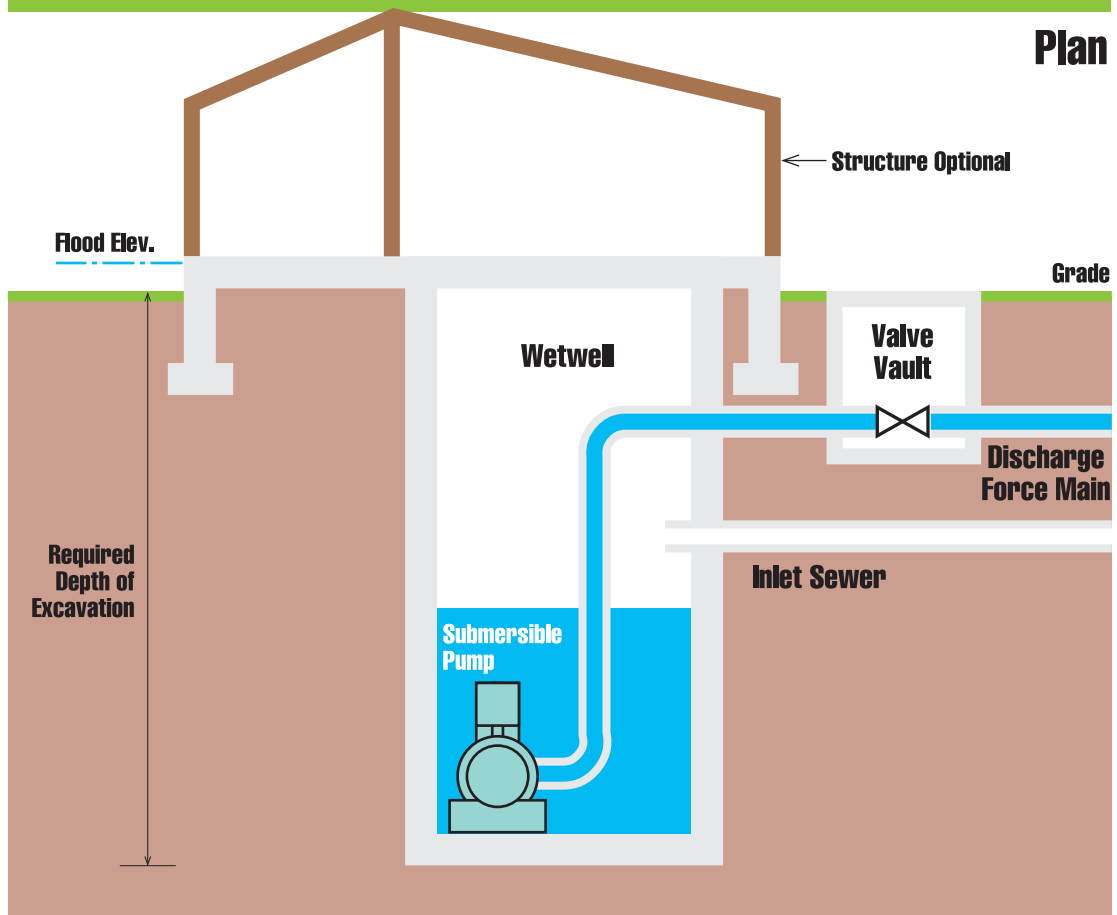 Plan
Structure Optional
Flood Elev.
Grade
Valve
Vault
Wetwell
Discharge
Force Main
Required
Depth of
Excavation
Inlet Sewer
Submersible
Pump